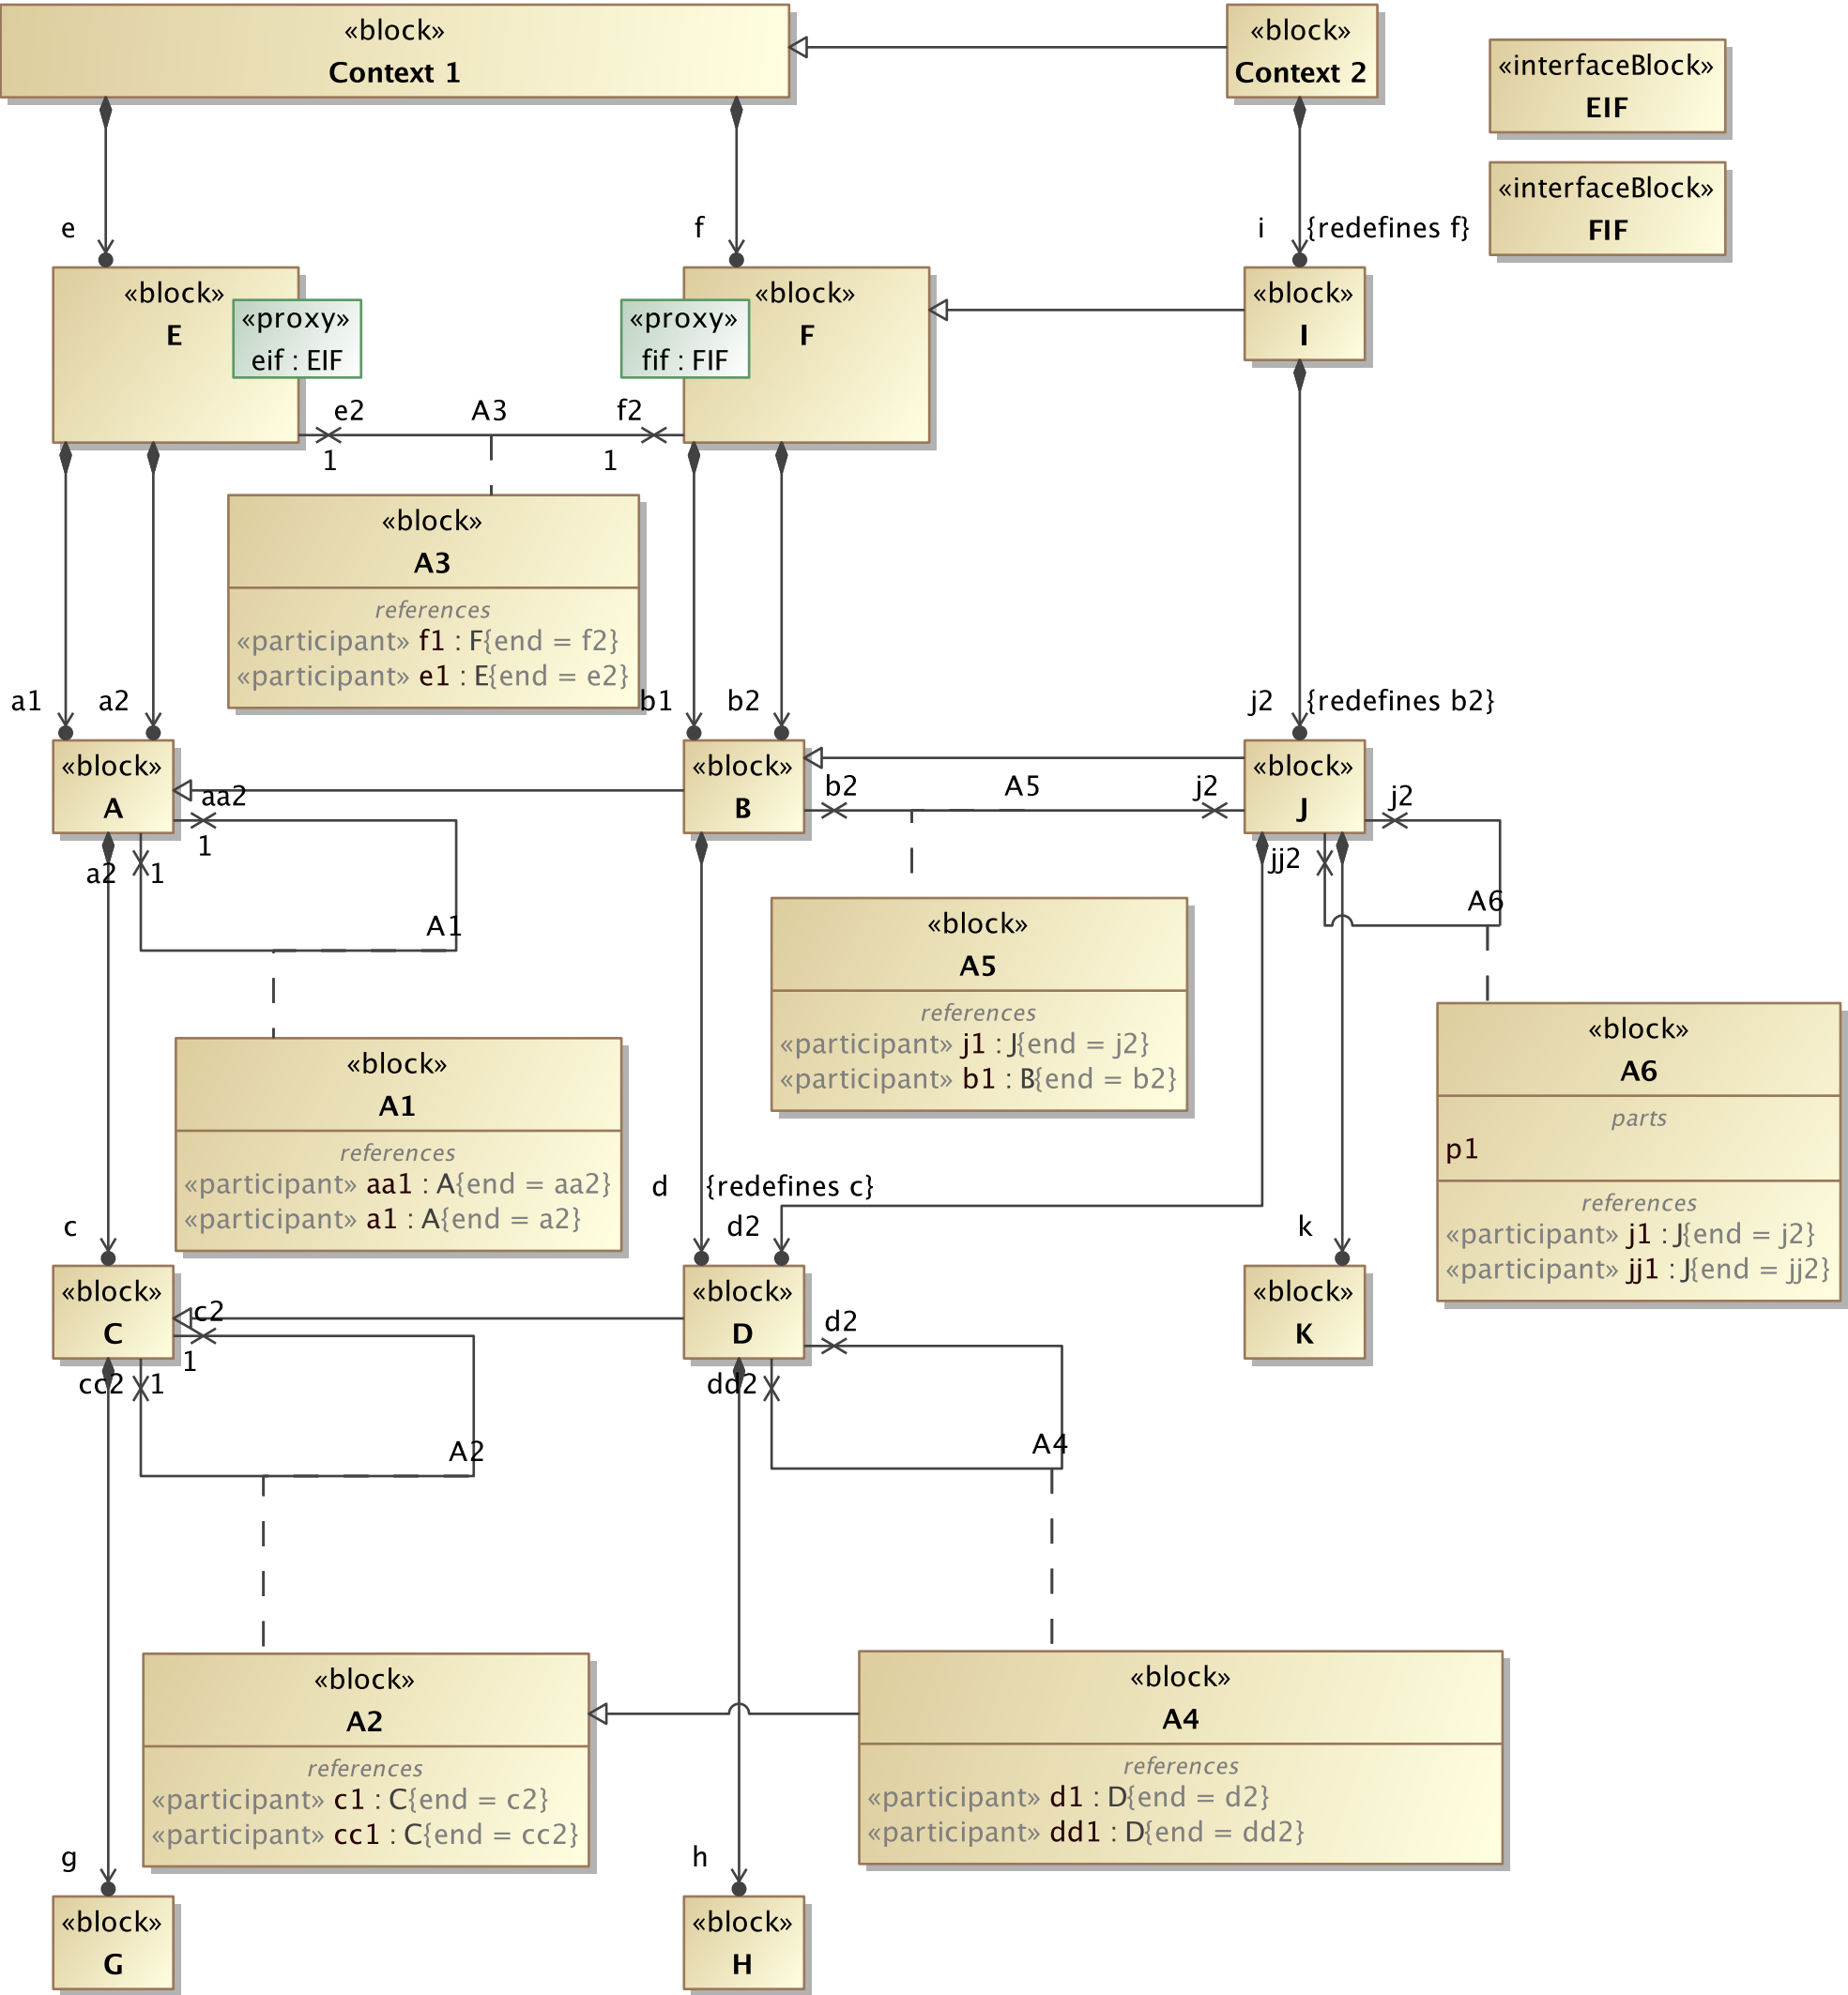 «block»
Context 1
«block»
Context 2
«interfaceBlock»
EIF
«interfaceBlock»
FIF
e
f
i
{redefines f}
«block»
E
«proxy»
eif : EIF
«proxy»
fif : FIF
«block»
F
«block»
I
e2
A3
f2
1
1
«block»
A3
references
«participant» f1 : F{end = f2}
«participant» e1 : E{end = e2}
a1
a2
b1
b2
j2
{redefines b2}
«block»
A
«block»
B
«block»
J
aa2
1
a2
1
A1
b2
A5
j2
j2
jj2
A6
«block»
A5
references
«participant» j1 : J{end = j2}
«participant» b1 : B{end = b2}
«block»
A6
parts
p1
references
«participant» j1 : J{end = j2}
«participant» jj1 : J{end = jj2}
«block»
A1
references
«participant» aa1 : A{end = aa2}
«participant» a1 : A{end = a2}
c
d
{redefines c}
d2
k
«block»
C
«block»
D
«block»
K
c2
1
cc2
1
A2
d2
dd2
A4
«block»
A2
references
«participant» c1 : C{end = c2}
«participant» cc1 : C{end = cc2}
«block»
A4
references
«participant» d1 : D{end = d2}
«participant» dd1 : D{end = dd2}
g
h
«block»
G
«block»
H